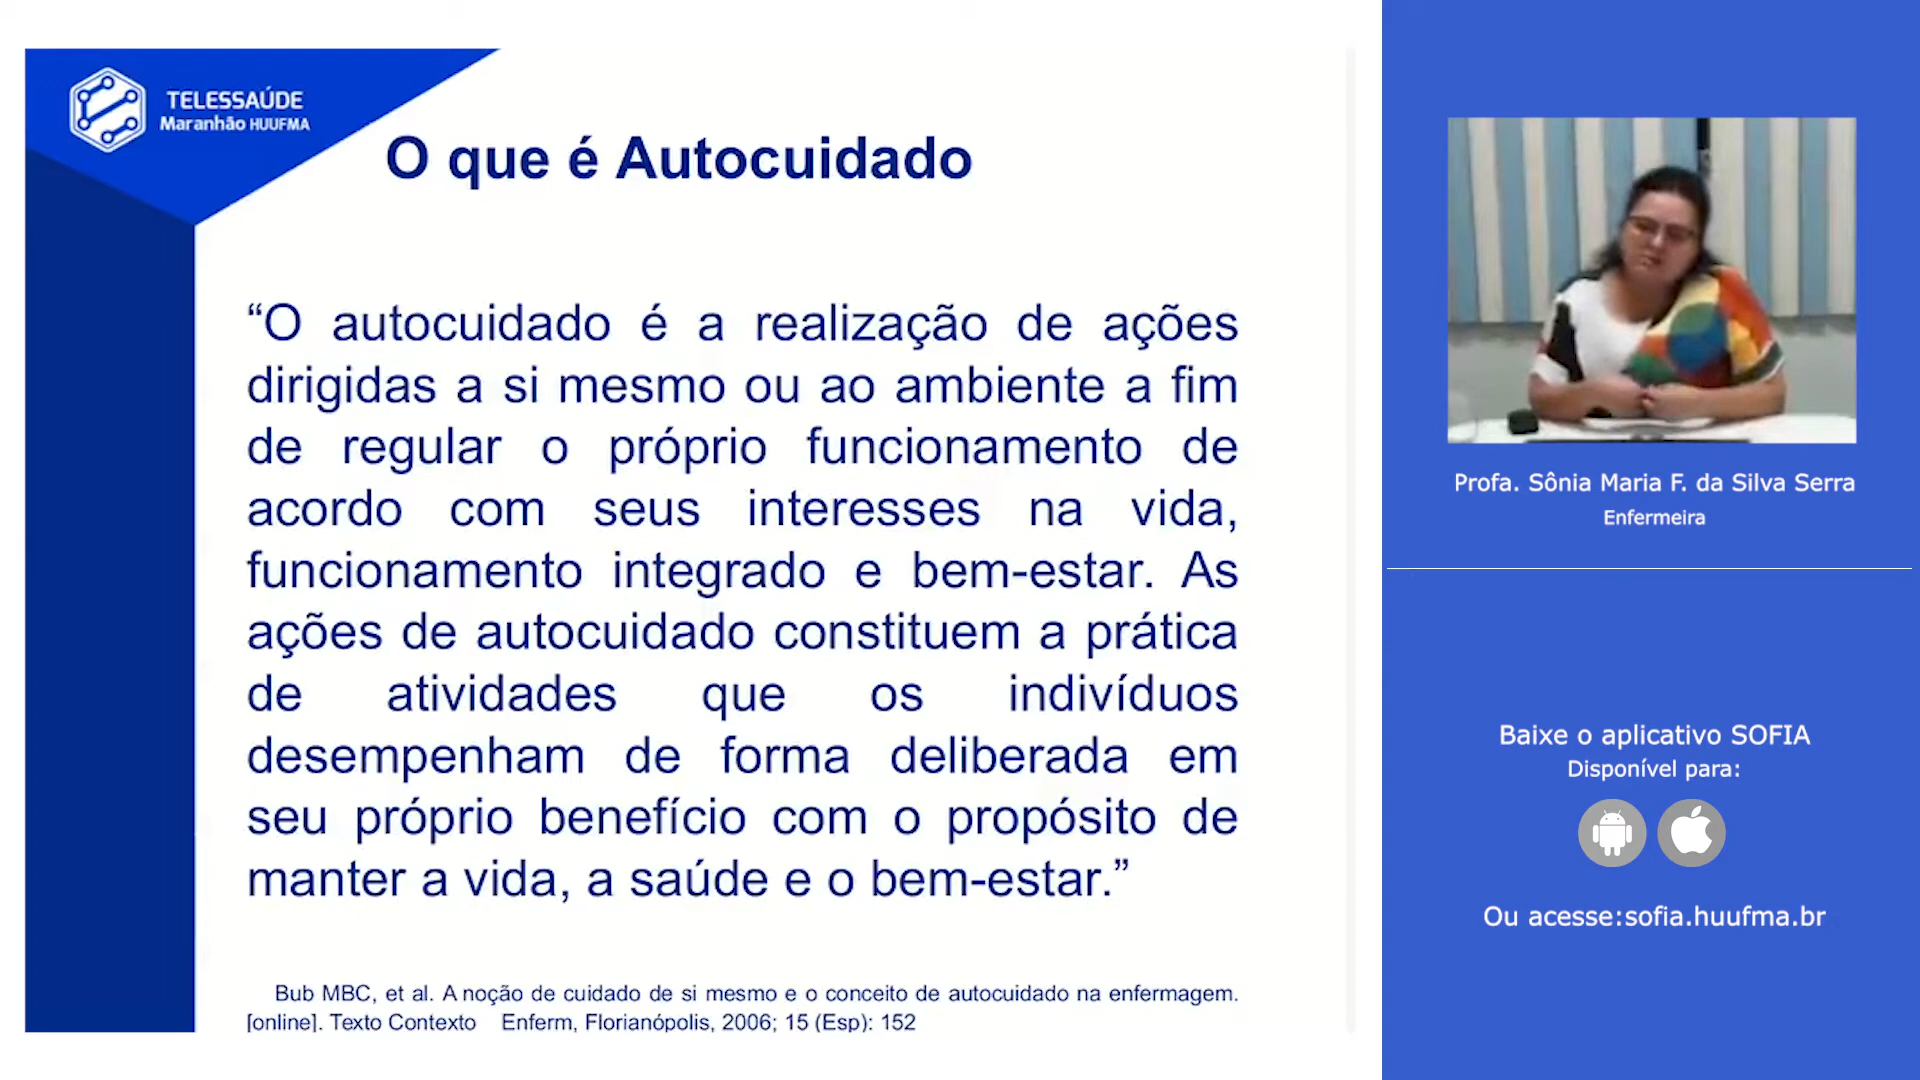 TELESSAÚDE
Maranhão HUUFMA
O que é Autocuidado
“O autocuidado é a realização de ações
dirigidas a si mesmo ou ao ambiente a fim
de regular o próprio funcionamento de
acordo com seus interesses na vida,
funcionamento integrado e bem-estar. As
ações de autocuidado constituem a prática
de atividades que os indivíduos
desempenham de forma deliberada em
seu próprio benefício com o propósito de
manter a vida, a saúde e o bem-estar.”
Bub MBC, et al. A noção de cuidado de si mesmo e o conceito de autocuidado na enfermagem.
[online]. Texto Contexto Enferm, Florianópolis, 2006; 15 (Esp): 152
Profa. Sônia Maria F. da Silva Serra
Enfermeira
Baixe o aplicativo SOFIA
Disponível para:
Ou acesse:sofia.huufma.br